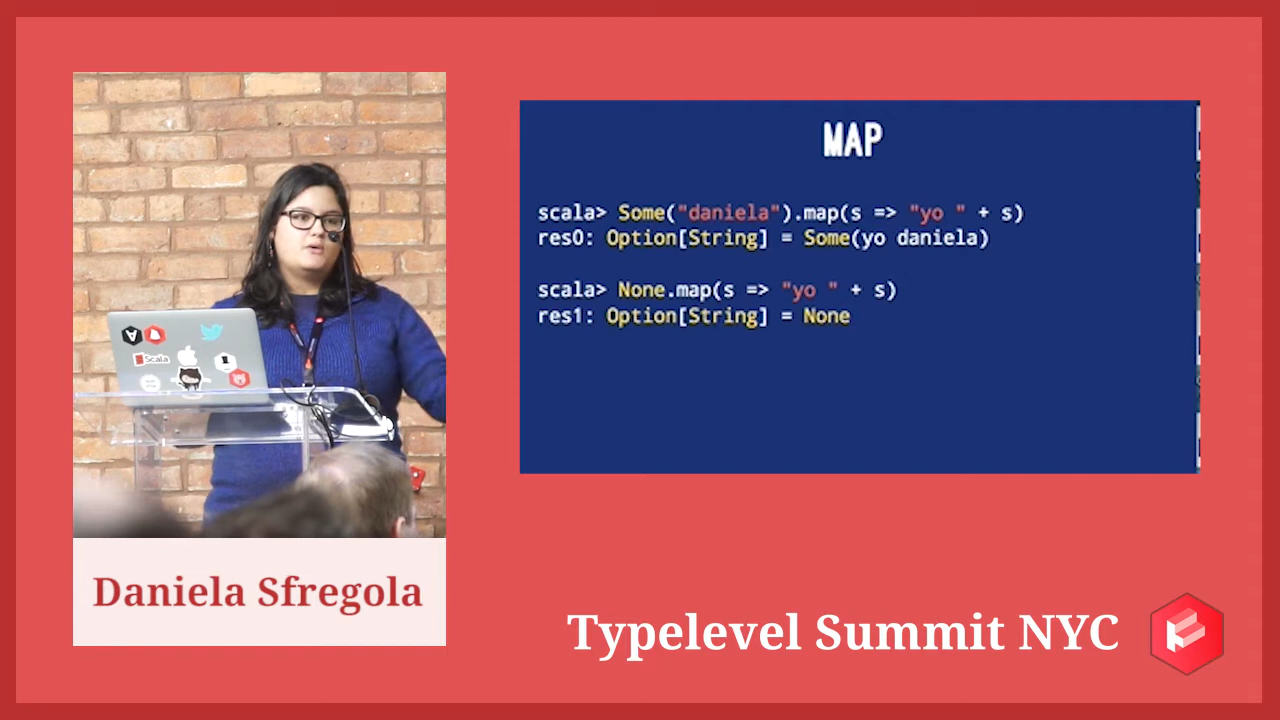 MAP
scala> Some("daniela").map(s => "yo " + s)
res0: Option[String] = Some(yo daniela)
scala> None.map(s => "yo " + s)
res1: Option[String] = None
Scala
Daniela Sfregola
Typelevel Summit NYC